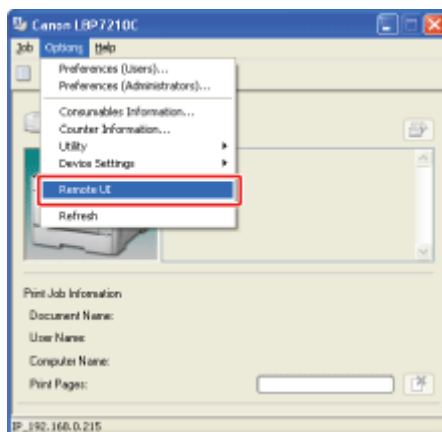 Canon LBP7210C
Job Options Help
Preferences (Users)...
Preferences (Administrators)...
Consumables Information...
Counter Information...
Utility
Device Settings
Remote UI
Refresh
Print Job Information
Document Name:
User Name:
Computer Name:
Print Pages:
IP_192.168.0.215